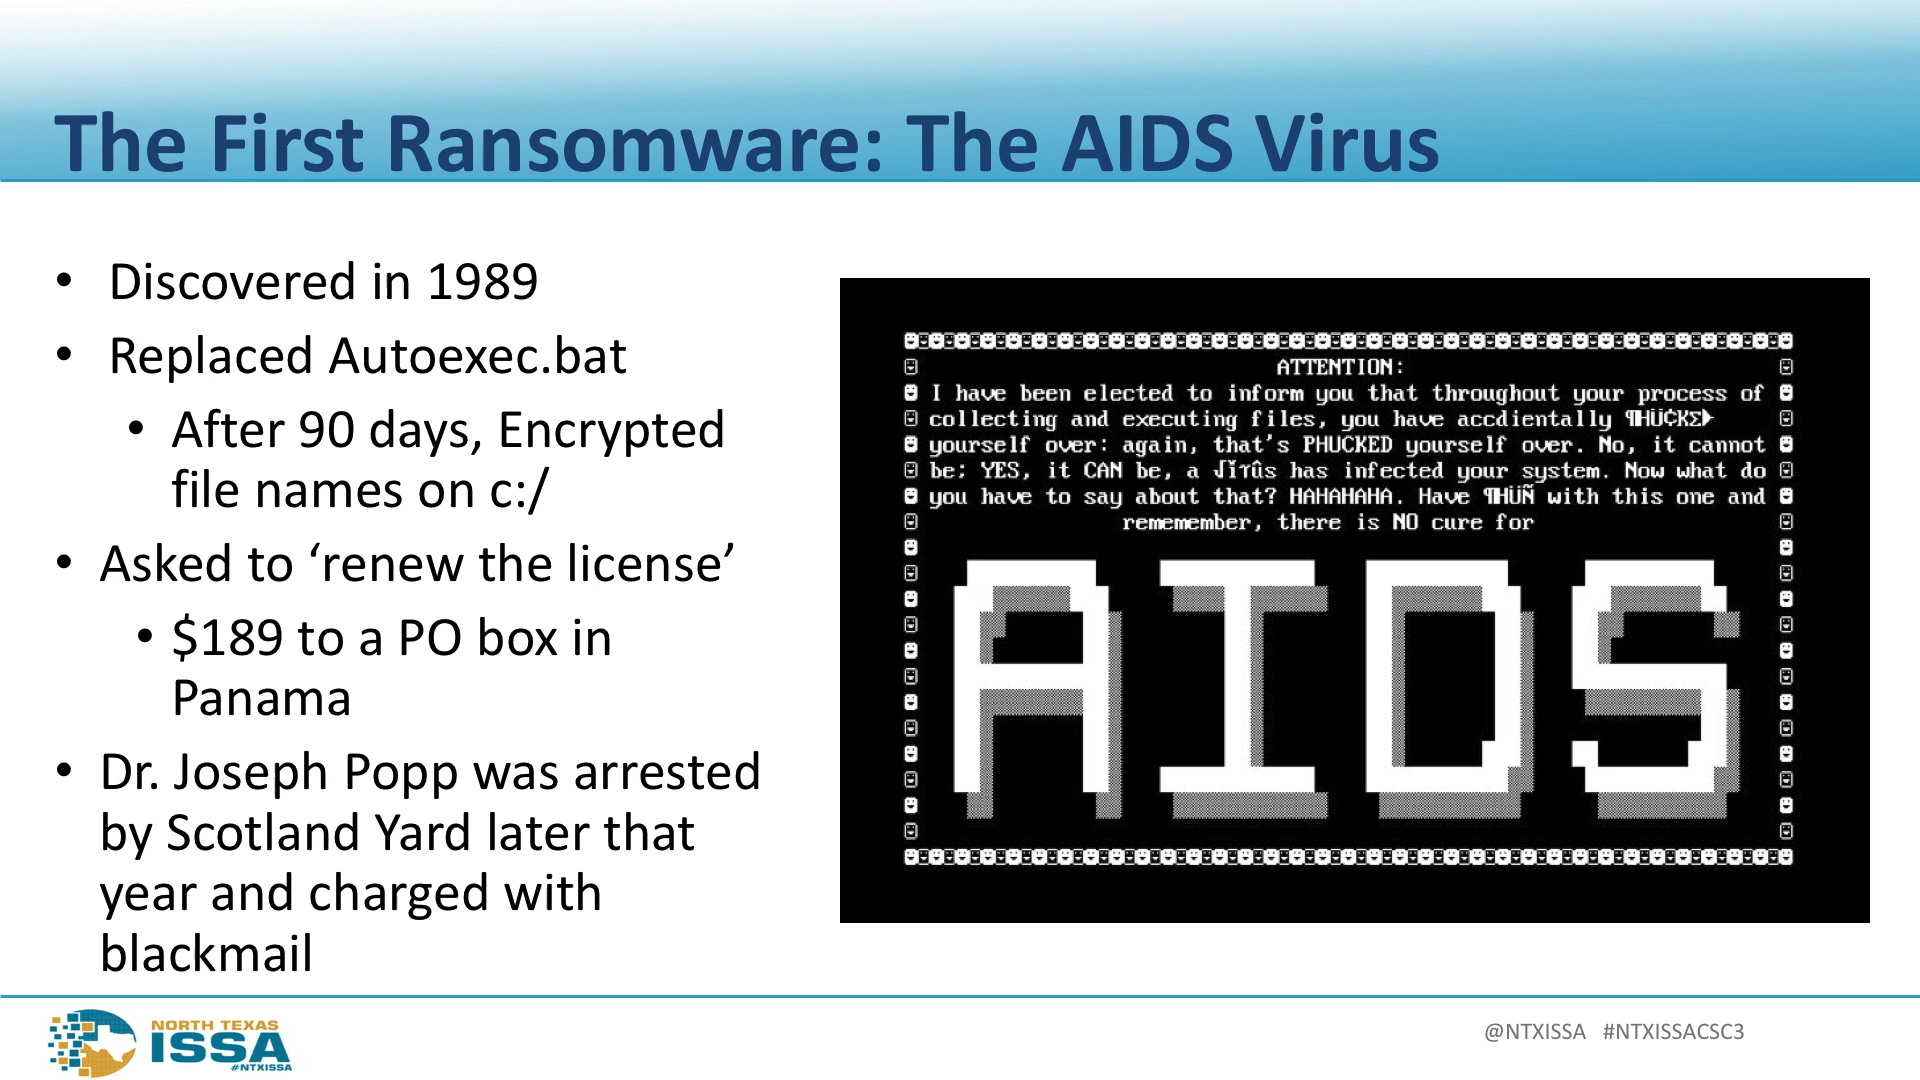 The First Ransomware: The AIDS Virus
• Discovered in 1989
• Replaced Autoexec.bat
• After 90 days, Encrypted
file names on c:/
• Asked to ‘renew the license’
• $189 to a PO box in
Panama
• Dr. Joseph Popp was arrested
by Scotland Yard later that
year and charged with
blackmail
ATTENTION:
I have been elected to inform you that throughout your process of
collecting and executing files, you have accdientally ¶HÜ¢KΣ►
yourself over: again, that's PHUCKED yourself over. No, it cannot
be; YES, it CAN be, a has infected your system. Now what do
you have to say about that? HAHAHAHA. Have ¶HÜÑ with this one and
rememember, there is NO cure for
AIDS
NORTH TEXAS
ISSA
#NTXISSA
@NTXISSA #NTXISSACSC3